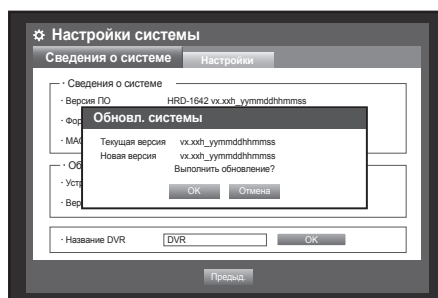 Настройки системы
Сведения о системе
Настройки
· Сведения о системе
· Версия ПО HRD-1642 vx.xxh_yymmddhhmmss
Обновл. системы
Текущая версия vx.xxh_yymmddhhmmss
Новая версия vx.xxh_yymmddhhmmss
Выполнить обновление?
OK Отмена
· Название DVR DVR OK
Предыд.